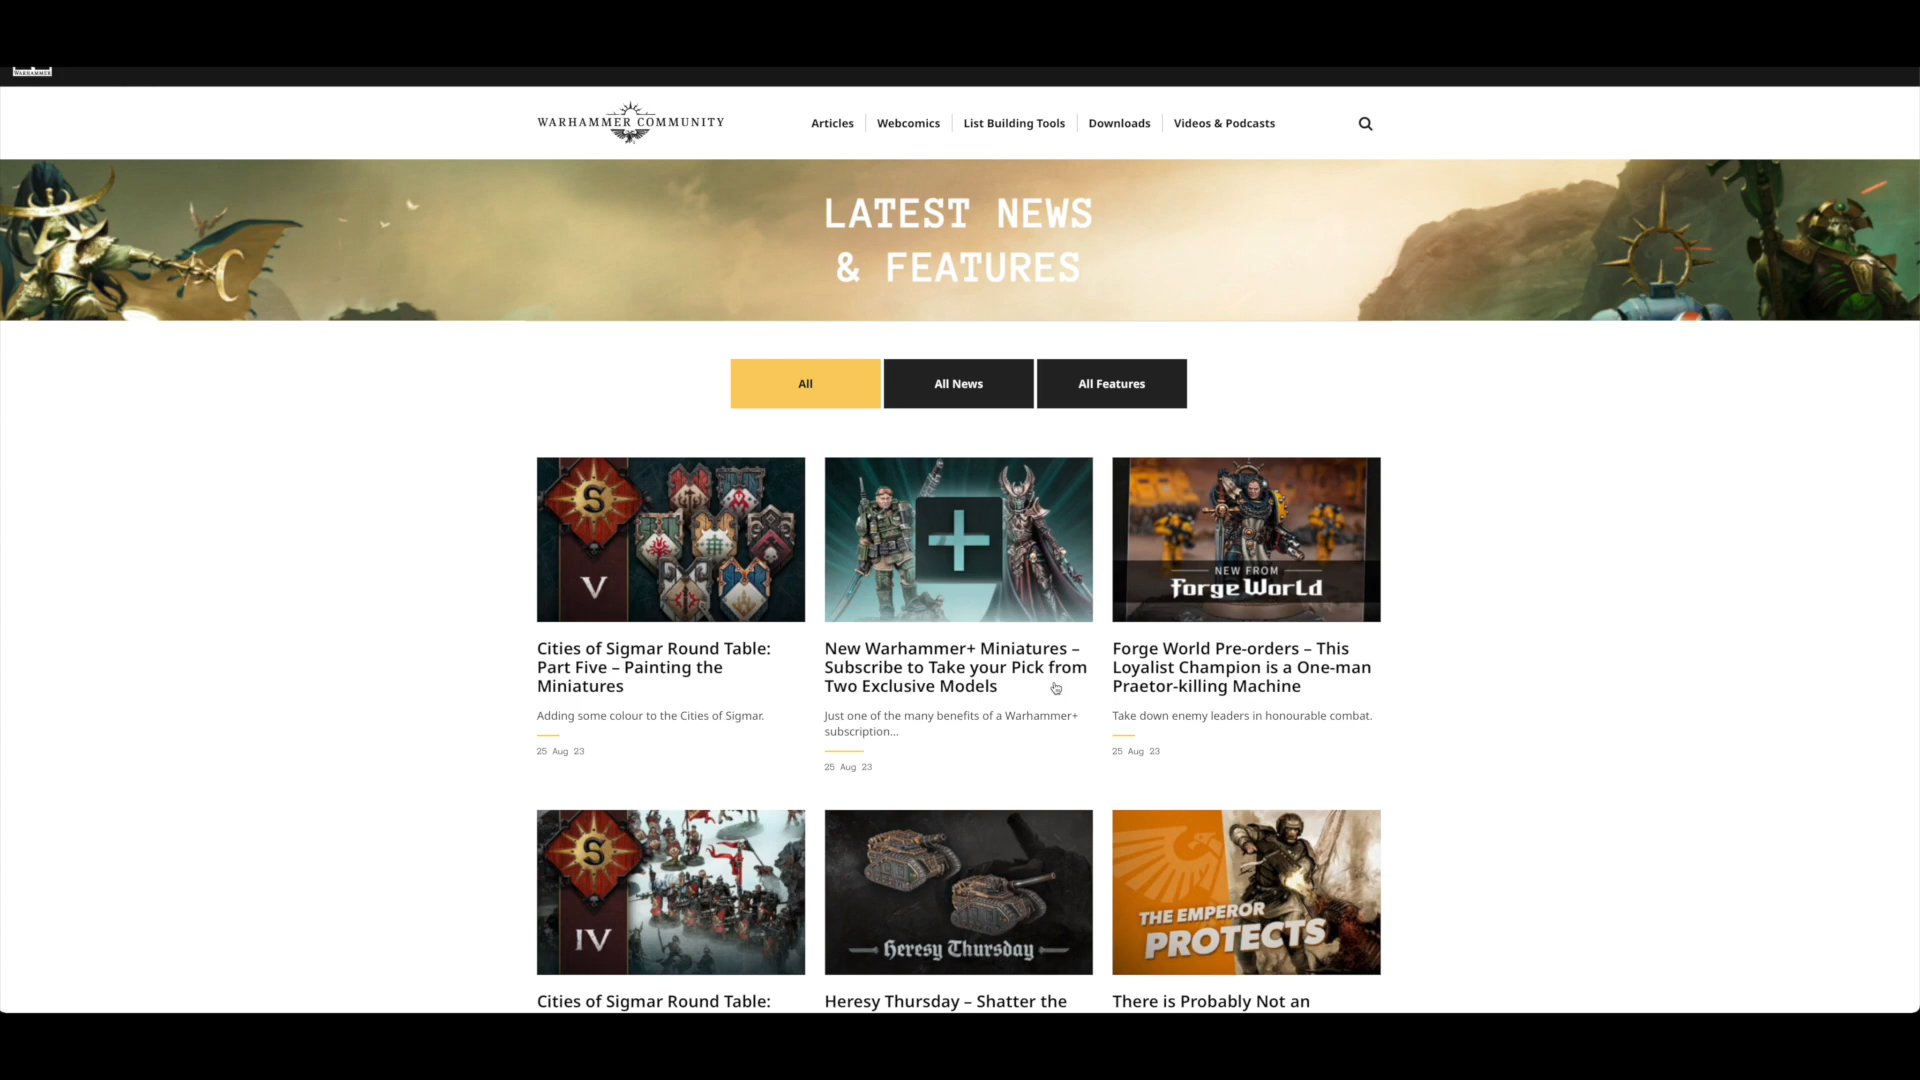 WARHAMMER
WARHAMMER COMMUNITY
Articles
Webcomics
List Building Tools
Downloads
Videos & Podcasts
LATEST NEWS
& FEATURES
All
All News
All Features
S
V
NEW FROM
Forge World
Cities of Sigmar Round Table:
Part Five – Painting the
Miniatures
Adding some colour to the Cities of Sigmar.
25 Aug 23
New Warhammer+ Miniatures –
Subscribe to Take your Pick from
Two Exclusive Models
Just one of the many benefits of a Warhammer+
subscription...
25 Aug 23
Forge World Pre-orders – This
Loyalist Champion is a One-man
Praetor-killing Machine
Take down enemy leaders in honourable combat.
25 Aug 23
S
IV
Heresy Thursday
THE EMPEROR
PROTECTS
Cities of Sigmar Round Table:
Heresy Thursday – Shatter the
There is Probably Not an